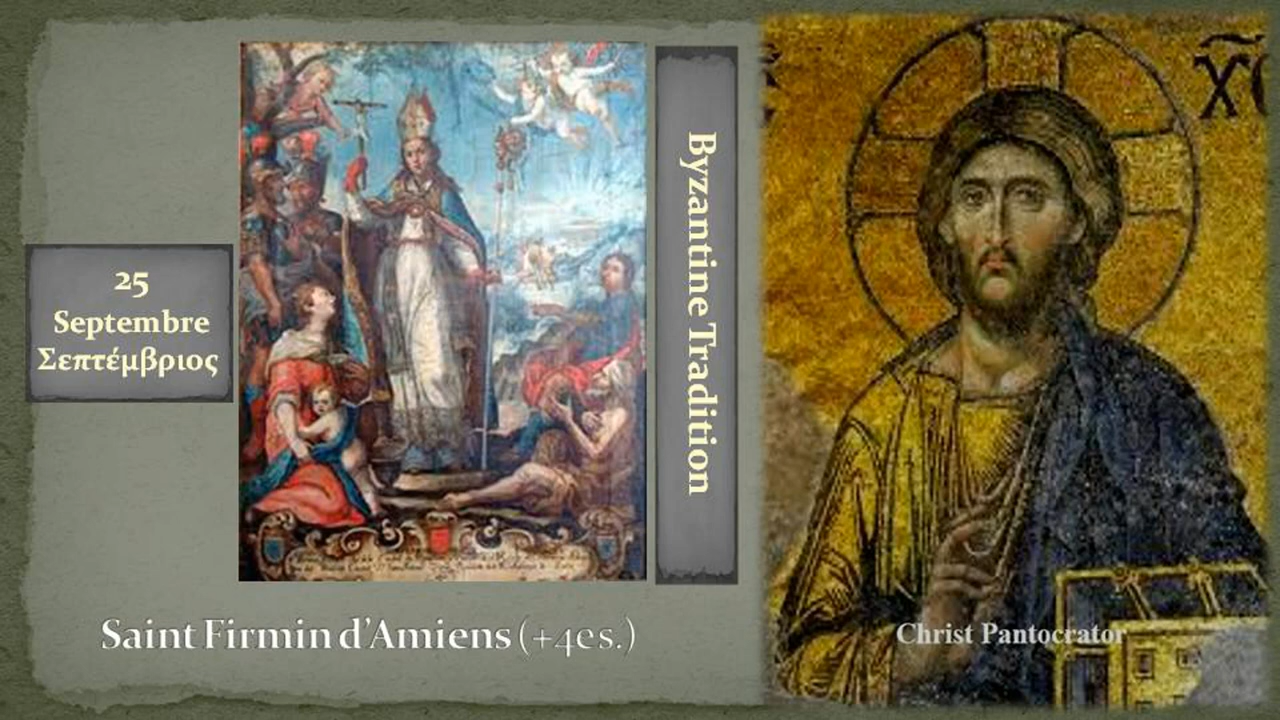 25
Septembre
Σεπτέμβριος
Byzantine Tradition
Saint Firmin d’Amiens (+4es.)
Christ Pantocrator